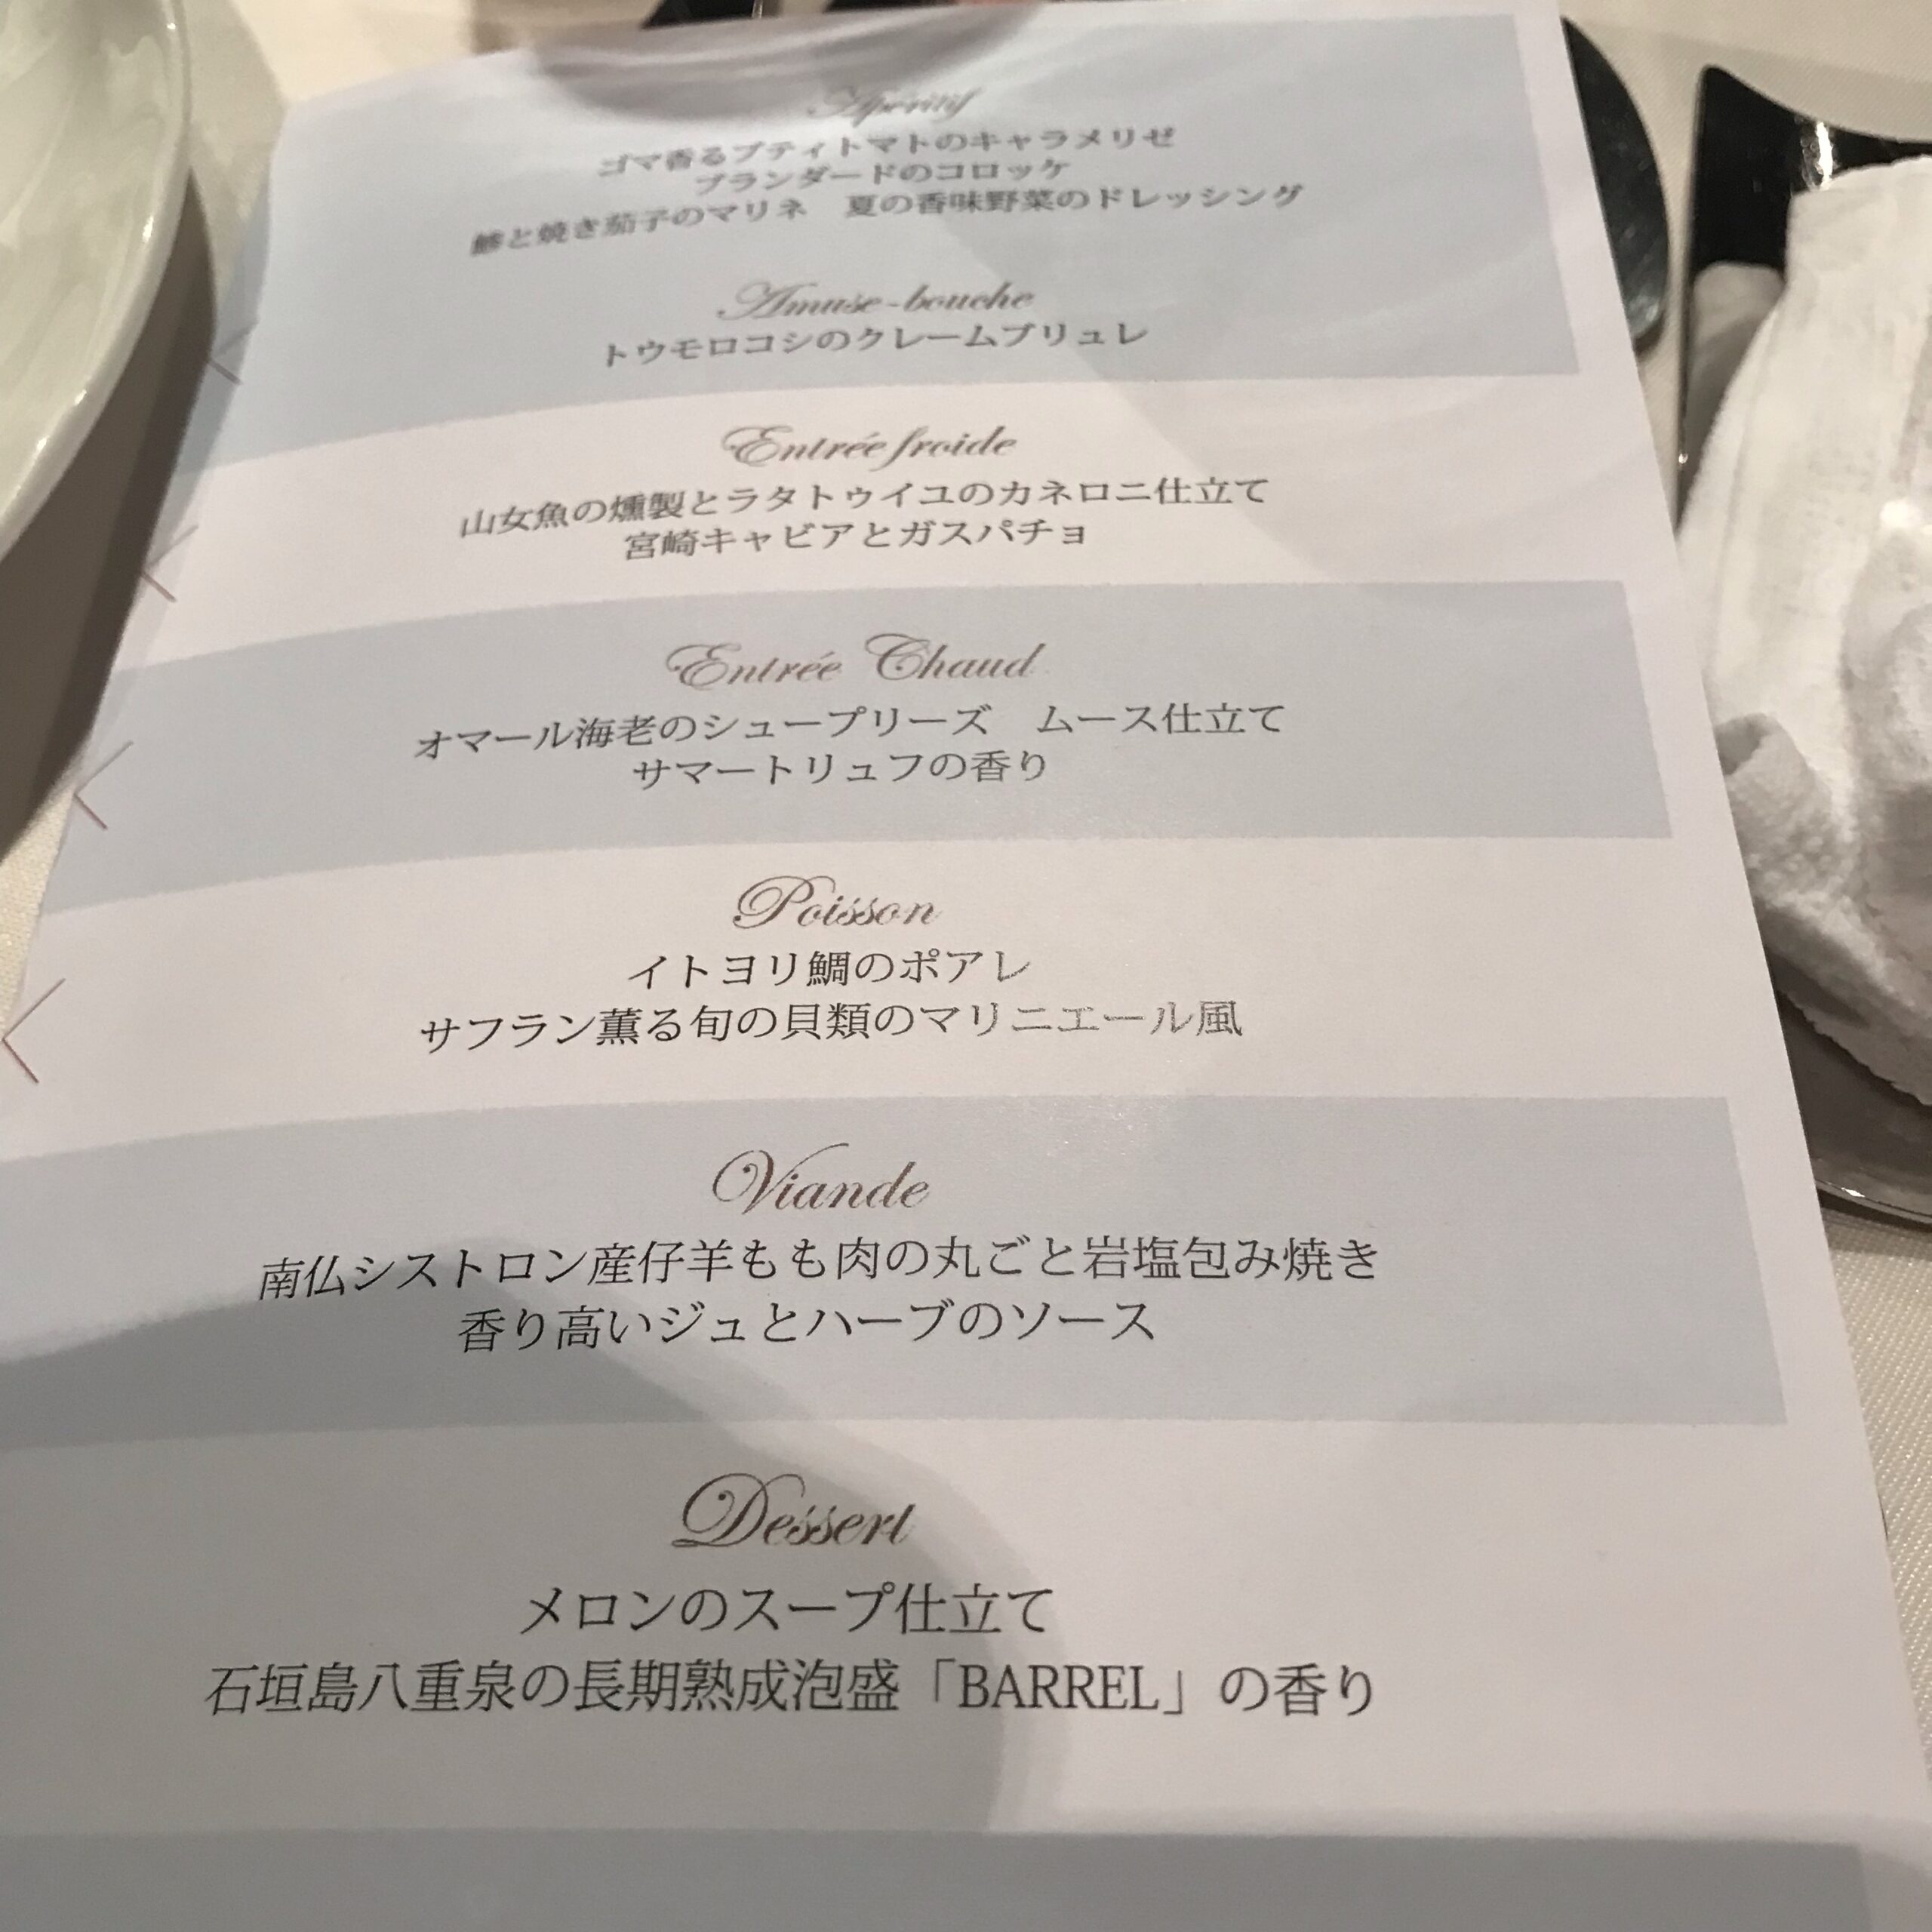 Apéritif
ゴマ香るプティトマトのキャラメリゼ
ブランダードのコロッケ
鯵と焼き茄子のマリネ　夏の香味野菜のドレッシング
Amuse-bouche
トウモロコシのクレームブリュレ
Entrée froide
山女魚の燻製とラタトゥイユのカネロニ仕立て
宮崎キャビアとガスパチョ
Entrée Chaud
オマール海老のシュープリーズ　ムース仕立て
サマートリュフの香り
Poisson
イトヨリ鯛のポアレ
サフラン薫る旬の貝類のマリニエール風
Viande
南仏シストロン産仔羊もも肉の丸ごと岩塩包み焼き
香り高いジュとハーブのソース
Dessert
メロンのスープ仕立て
石垣島八重泉の長期熟成泡盛「BARREL」の香り